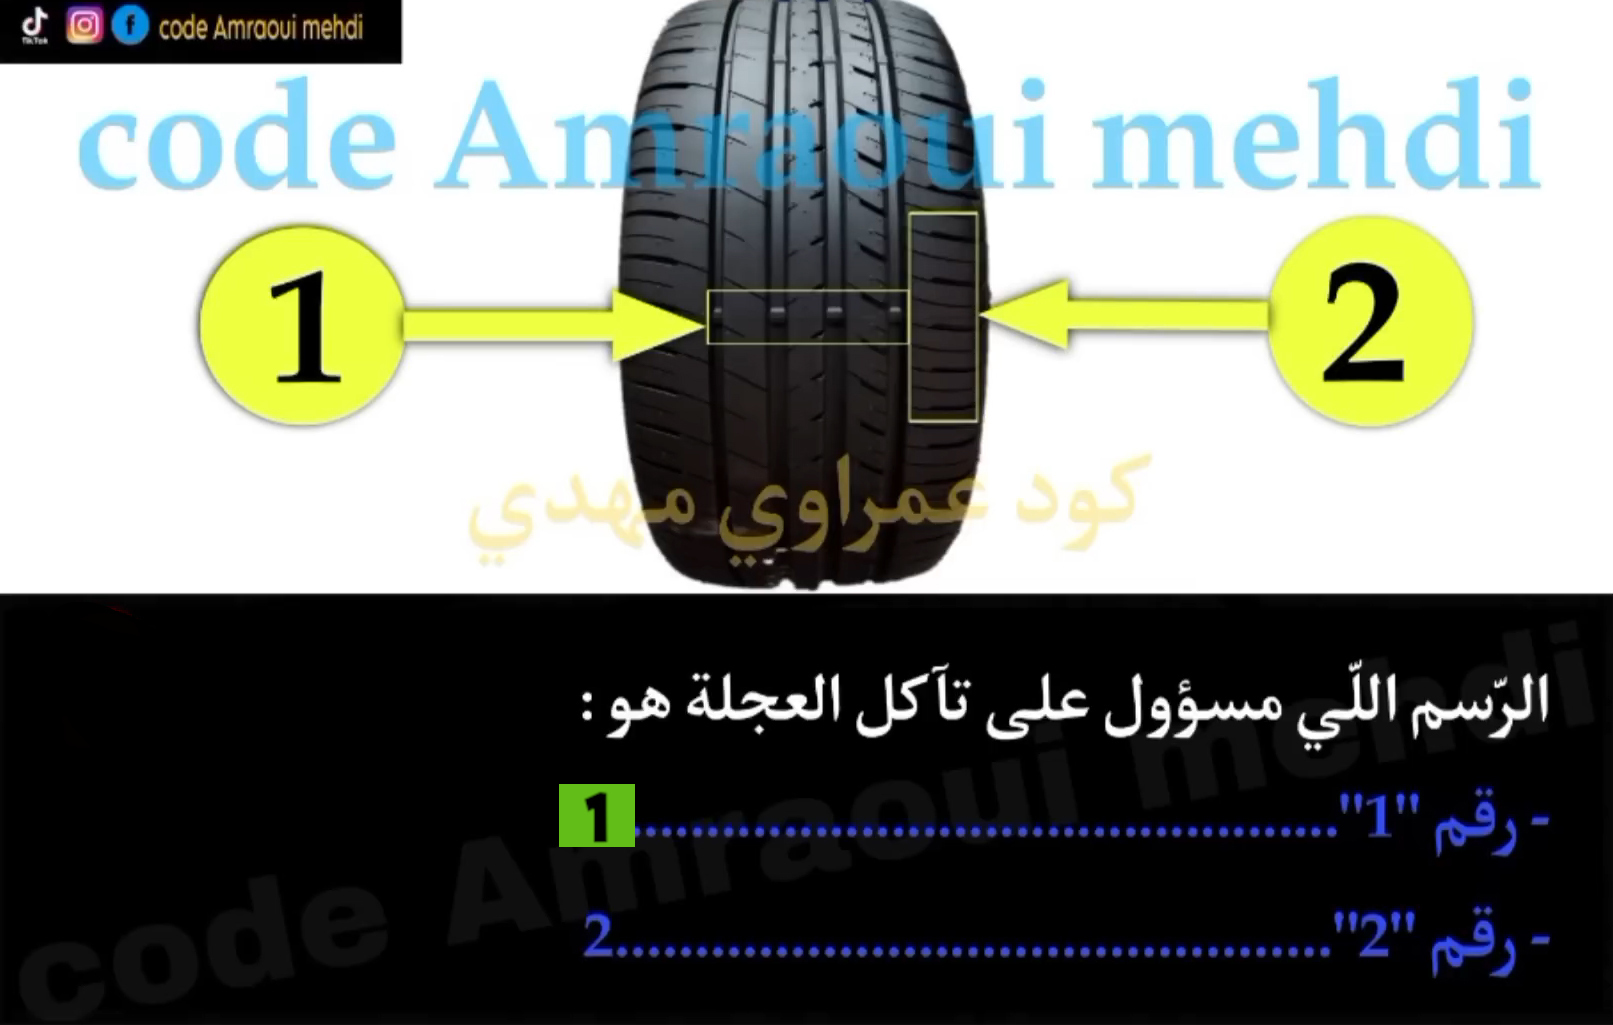 TikTok code Amraoui mehdi
code Amraoui mehdi
1
2
كود عمراوي مهدي
الرّسم اللّي مسؤول على تآكل العجلة هو :
- رقم "1"..................................................1
- رقم "2"..................................................2
code Amraoui mehdi